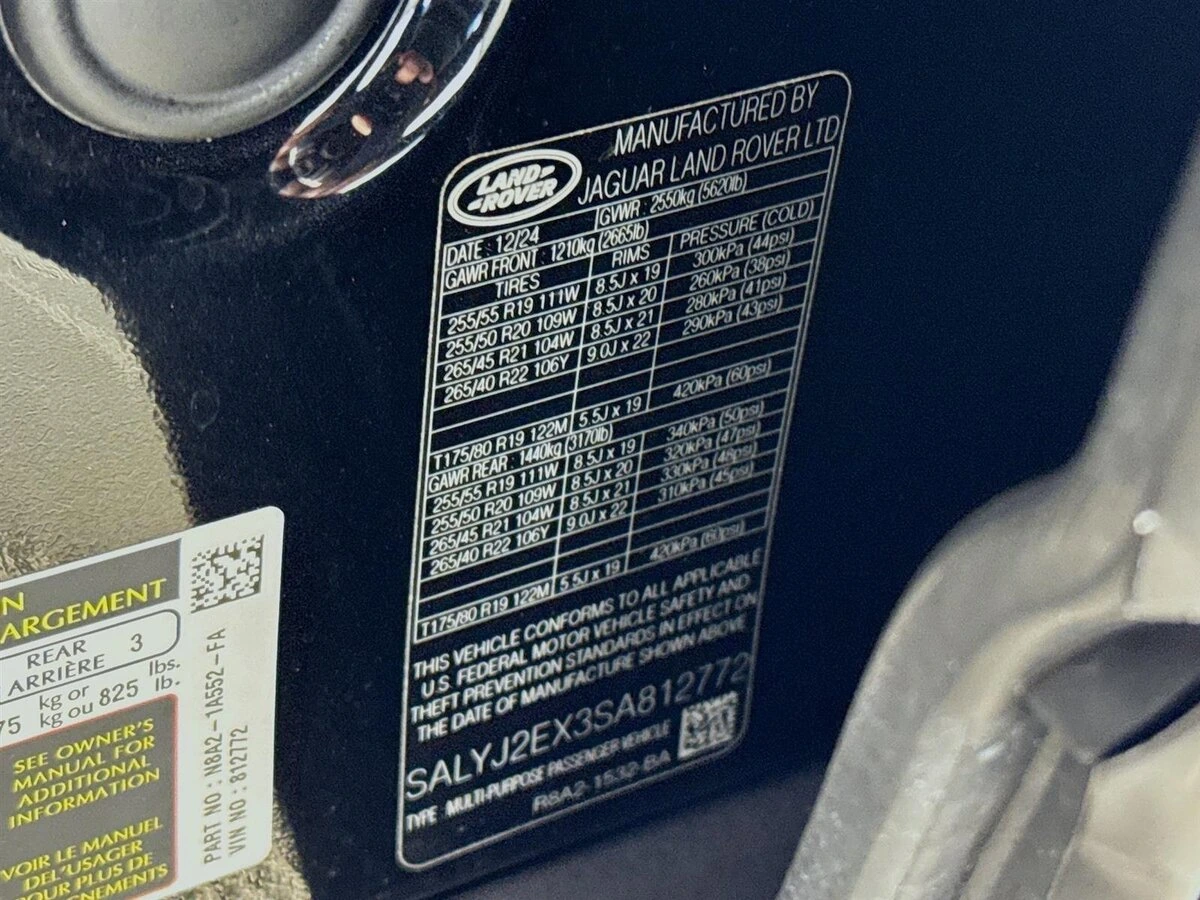 MANUFACTURED BY
LAND-
-ROVER
JAGUAR LAND ROVER LTD
DATE : 12/24 GVWR : 2550kg (5620lb)
GAWR FRONT : 1210kg (2665lb)
TIRES RIMS PRESSURE (COLD)
255/55 R19 111W 8.5J x 19 300kPa (44psi)
255/50 R20 109W 8.5J x 20 260kPa (38psi)
265/45 R21 104W 8.5J x 21 280kPa (41psi)
265/40 R22 106Y 9.0J x 22 290kPa (43psi)
T175/80 R19 122M 5.5J x 19 420kPa (60psi)
GAWR REAR : 1440kg (3170lb)
255/55 R19 111W 8.5J x 19 340kPa (50psi)
255/50 R20 109W 8.5J x 20 320kPa (47psi)
265/45 R21 104W 8.5J x 21 330kPa (48psi)
265/40 R22 106Y 9.0J x 22 310kPa (45psi)
T175/80 R19 122M 5.5J x 19 420kPa (60psi)
THIS VEHICLE CONFORMS TO ALL APPLICABLE
U.S. FEDERAL MOTOR VEHICLE SAFETY AND
THEFT PREVENTION STANDARDS IN EFFECT ON
THE DATE OF MANUFACTURE SHOWN ABOVE
SALYJ2EX3SA812772
TYPE : MULTI-PURPOSE PASSENGER VEHICLE
R8A2-1532-BA
N
ARGEMENT
REAR 3
ARRIÈRE
75 kg or 825 lbs.
kg ou lb.
SEE OWNER'S
MANUAL FOR
ADDITIONAL
INFORMATION
VOIR LE MANUEL
DEL'USAGER
POUR PLUS DE
GNEMENTS
PART NO : N8A2-1A552-FA
VIN NO : 812772